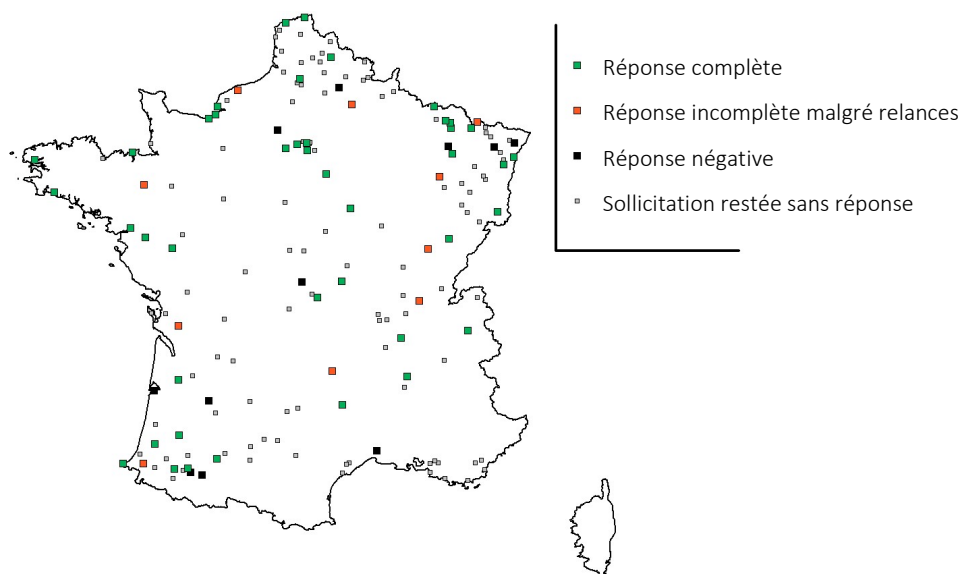 Réponse complète
Réponse incomplète malgré relances
Réponse négative
Sollicitation restée sans réponse